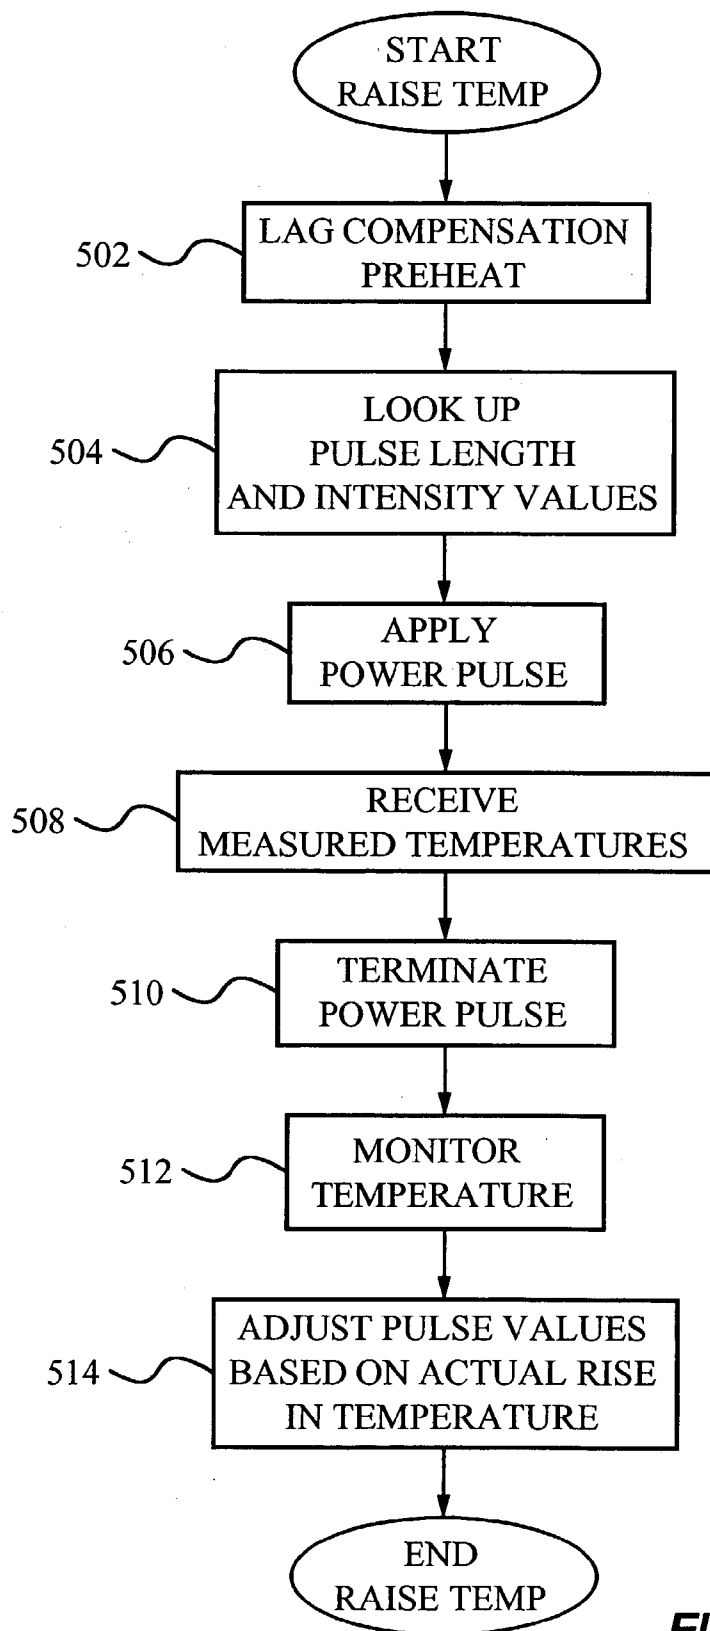 START
RAISE TEMP
502
LAG COMPENSATION
PREHEAT
504
LOOK UP
PULSE LENGTH
AND INTENSITY VALUES
506
APPLY
POWER PULSE
508
RECEIVE
MEASURED TEMPERATURES
510
TERMINATE
POWER PULSE
512
MONITOR
TEMPERATURE
514
ADJUST PULSE VALUES
BASED ON ACTUAL RISE
IN TEMPERATURE
END
RAISE TEMP